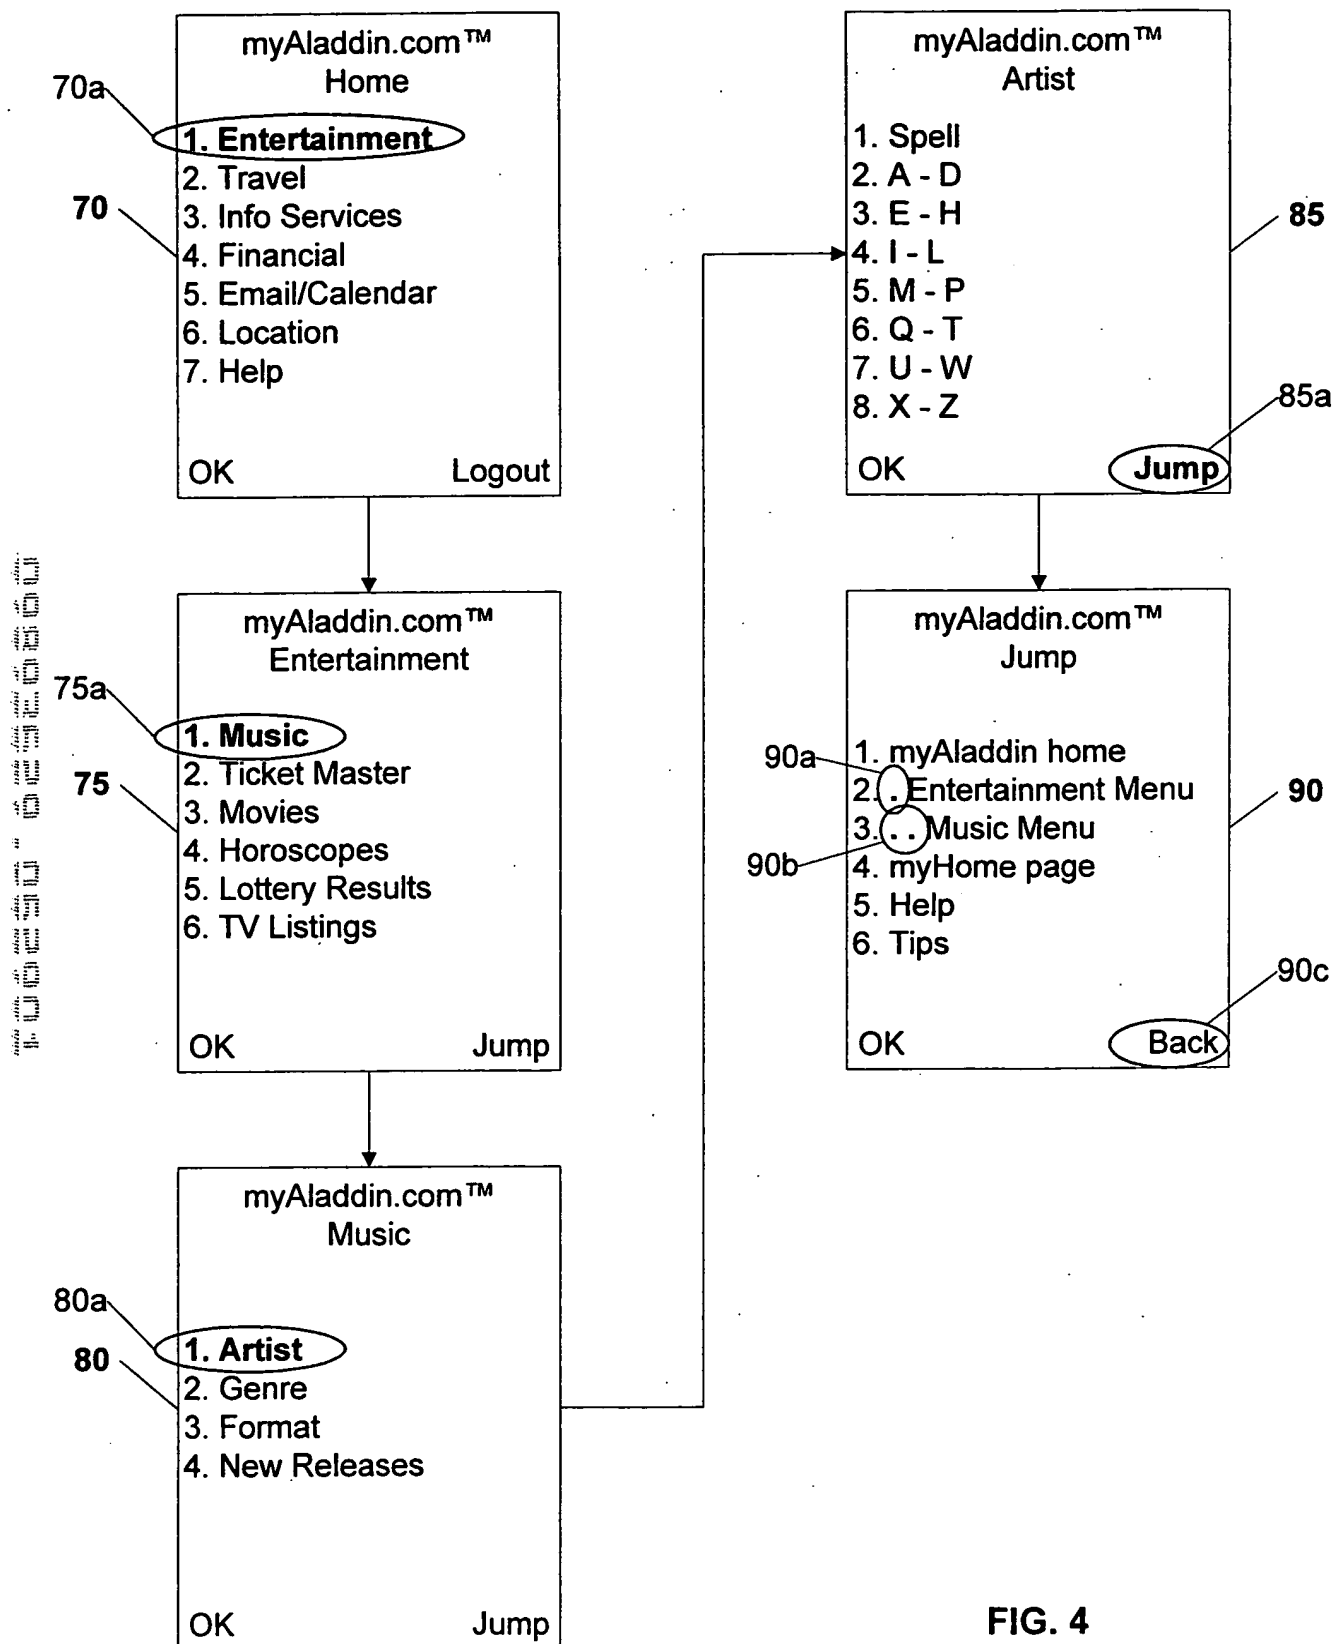 myAladdin.com™
Home
70a
1. Entertainment
2. Travel
70
3. Info Services
4. Financial
5. Email/Calendar
6. Location
7. Help
OK Logout
myAladdin.com™
Entertainment
75a
1. Music
2. Ticket Master
75
3. Movies
4. Horoscopes
5. Lottery Results
6. TV Listings
OK Jump
myAladdin.com™
Music
80a
1. Artist
80
2. Genre
3. Format
4. New Releases
OK Jump
myAladdin.com™
Artist
1. Spell
2. A - D
3. E - H
85
4. I - L
5. M - P
6. Q - T
7. U - W
8. X - Z
85a
OK Jump
myAladdin.com™
Jump
90a
1. myAladdin home
2. . Entertainment Menu
90
3. . . Music Menu
90b
4. myHome page
5. Help
6. Tips
90c
OK Back
FIG. 4